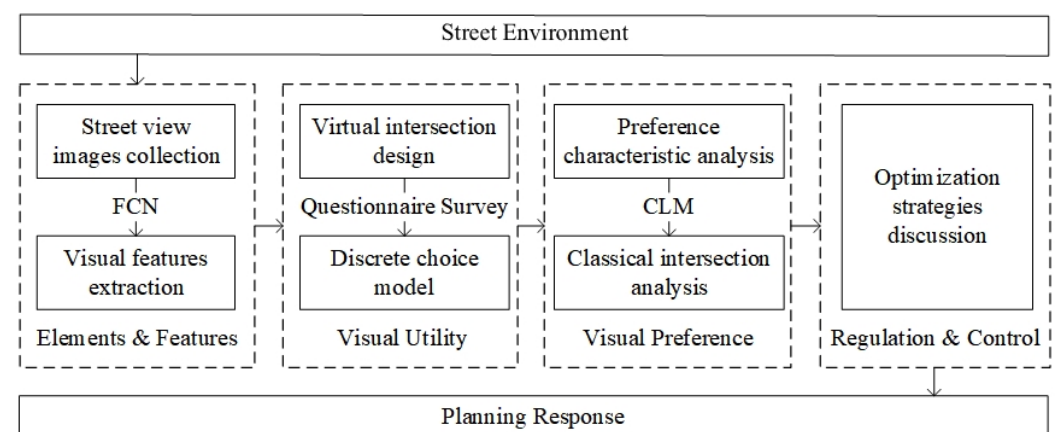 Street Environment
Street view
images collection
FCN
Visual features
extraction
Elements & Features
Virtual intersection
design
Questionnaire Survey
Discrete choice
model
Visual Utility
Preference
characteristic analysis
CLM
Classical intersection
analysis
Visual Preference
Optimization
strategies
discussion
Regulation & Control
Planning Response